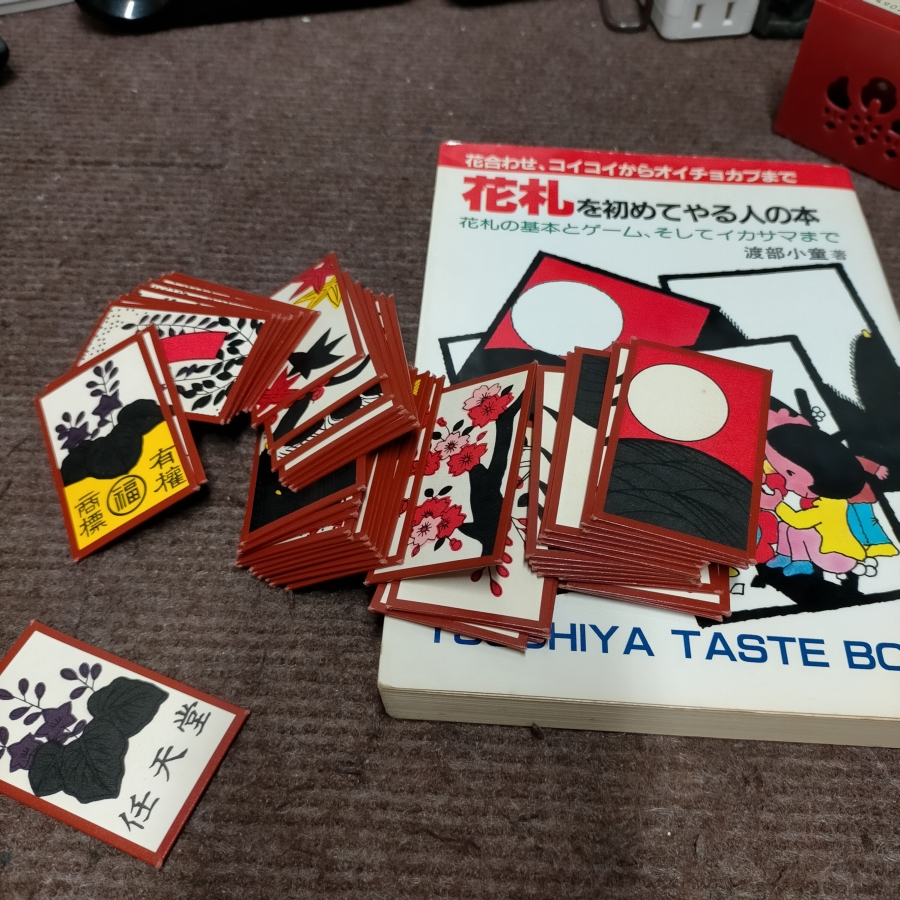 花合わせ、コイコイからオイチョカブまで
花札を初めてやる人の本
花札の基本とゲーム、そしてイカサマまで
渡部小童著
TASTE
有權
福
商標
任天堂